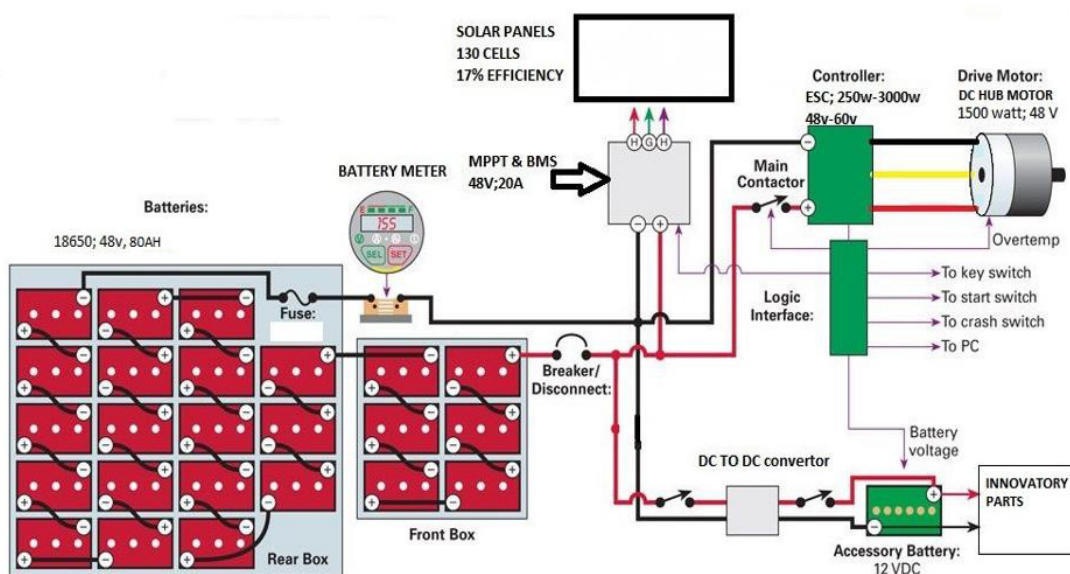 SOLAR PANELS
130 CELLS
17% EFFICIENCY
Controller:
ESC; 250w-3000w
48v-60v
Drive Motor:
DC HUB MOTOR
1500 watt; 48 V
H G H
MPPT & BMS
48V;20A
BATTERY METER
E F
155
SEL SET
Main
Contactor
Batteries:
18650; 48v, 80AH
Fuse:
Overtemp
To key switch
To start switch
To crash switch
To PC
Logic
Interface:
Breaker/
Disconnect:
Battery
voltage
DC TO DC convertor
INNOVATORY
PARTS
Front Box
Rear Box
Accessory Battery:
12 VDC